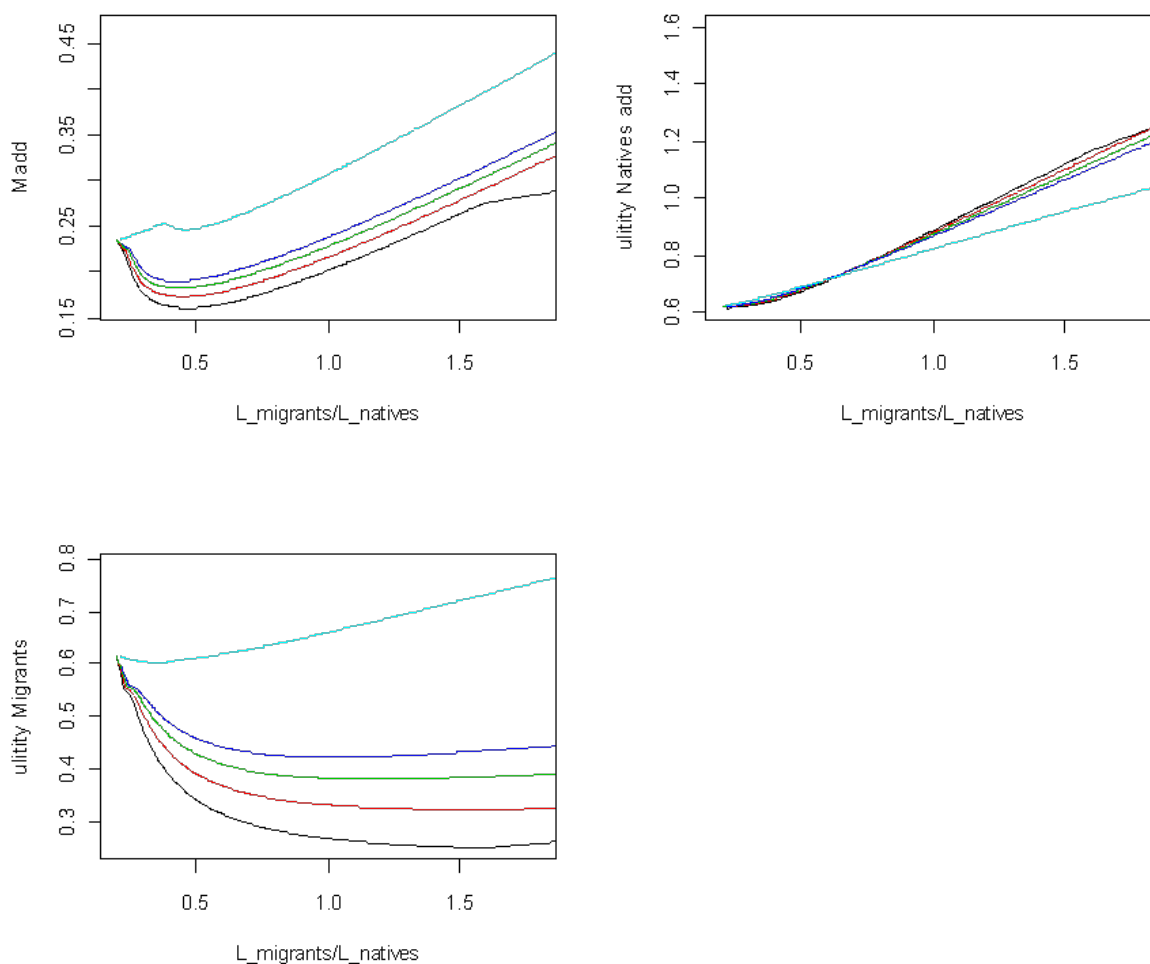 Madd
0.15 0.25 0.35 0.45
0.5 1.0 1.5
L_migrants/L_natives
ulitity Natives add
0.6 0.8 1.0 1.2 1.4 1.6
0.5 1.0 1.5
L_migrants/L_natives
ulitity Migrants
0.3 0.4 0.5 0.6 0.7 0.8
0.5 1.0 1.5
L_migrants/L_natives